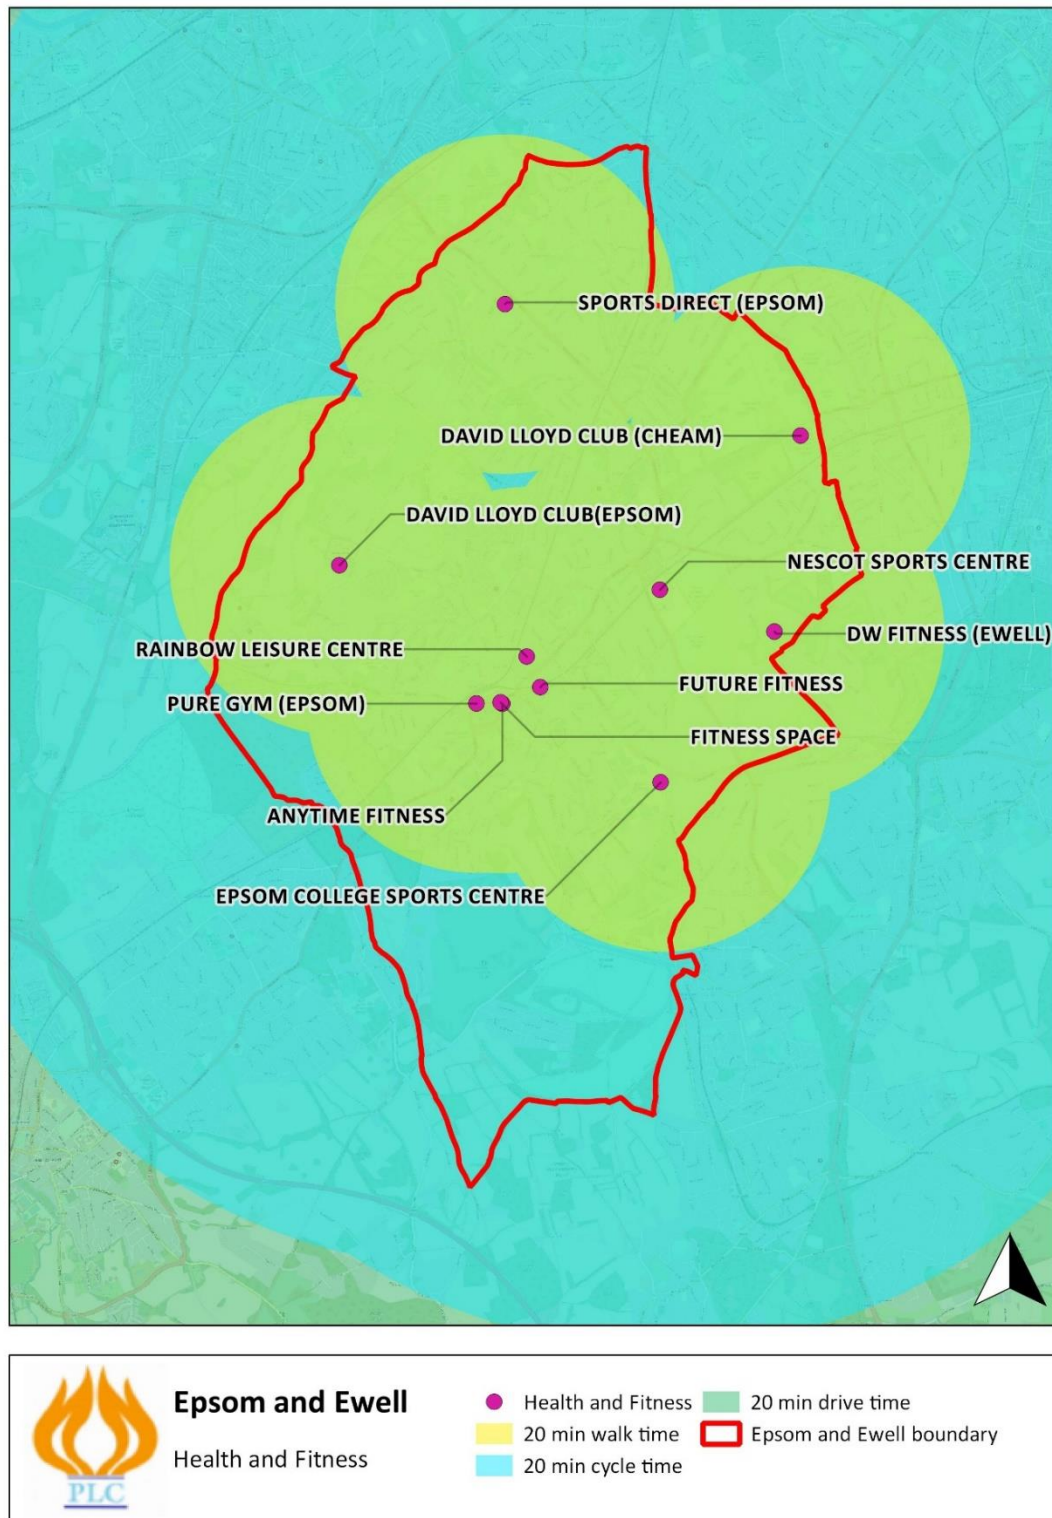 SPORTS DIRECT (EPSOM)
DAVID LLOYD CLUB (CHEAM)
DAVID LLOYD CLUB(EPSOM)
NESCOT SPORTS CENTRE
DW FITNESS (EWELL)
RAINBOW LEISURE CENTRE
FUTURE FITNESS
PURE GYM (EPSOM)
FITNESS SPACE
ANYTIME FITNESS
EPSOM COLLEGE SPORTS CENTRE
PLC
Epsom and Ewell
Health and Fitness
Health and Fitness
20 min walk time
20 min cycle time
20 min drive time
Epsom and Ewell boundary